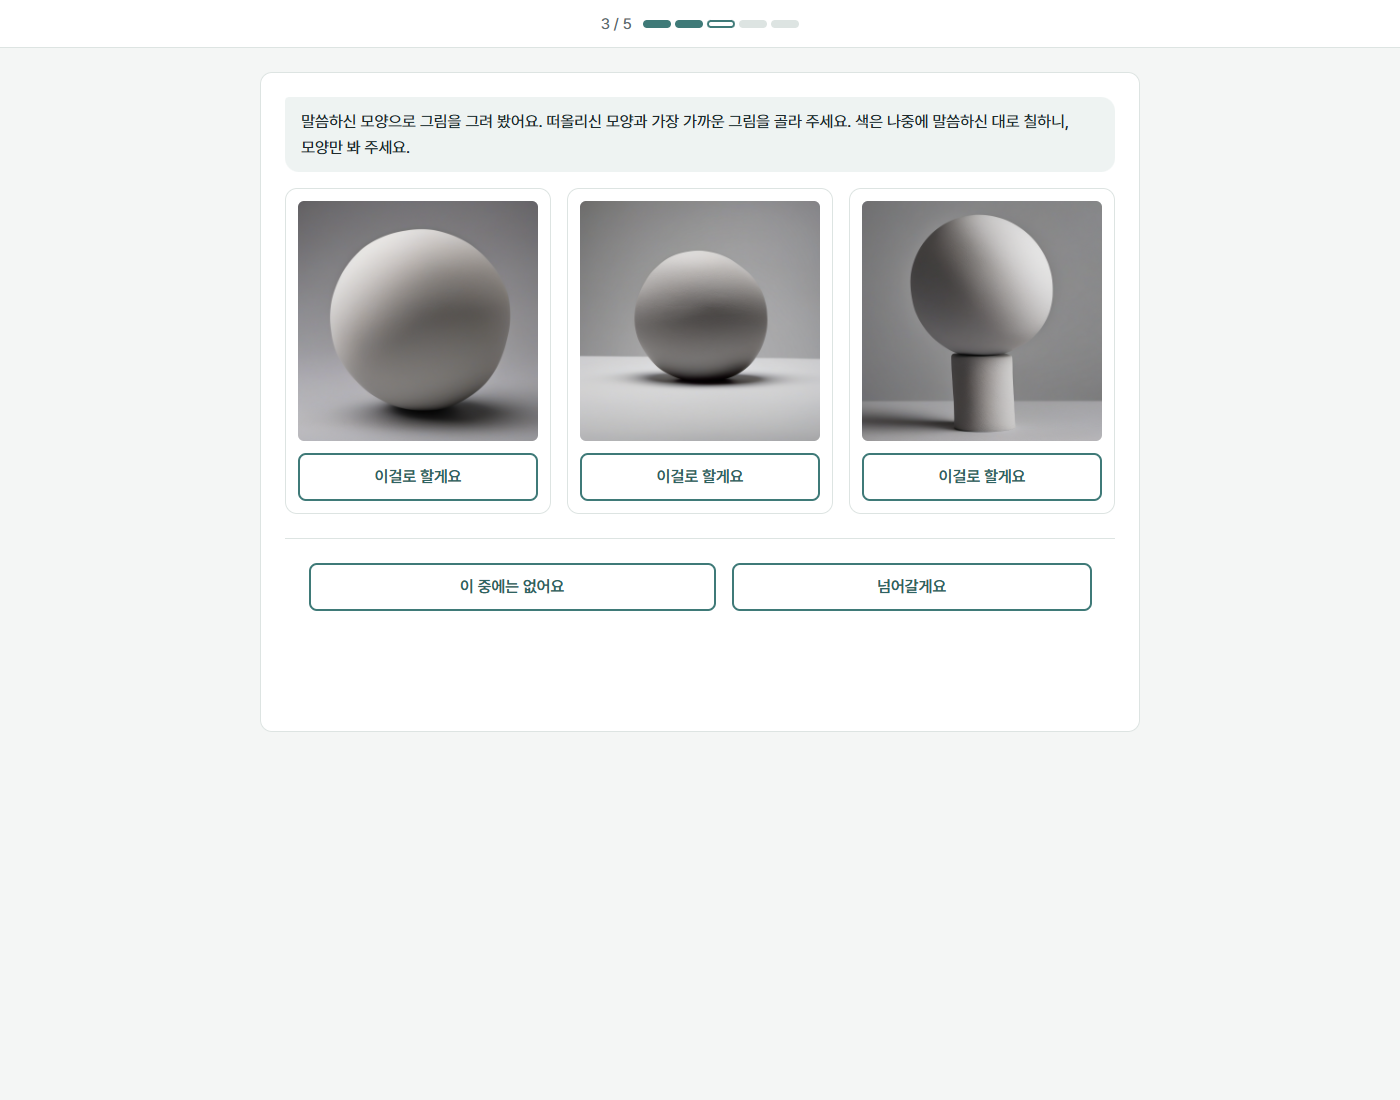 3 / 5
말씀하신 모양으로 그림을 그려 봤어요. 떠올리신 모양과 가장 가까운 그림을 골라 주세요. 색은 나중에 말씀하신 대로 칠하니,
모양만 봐 주세요.
이걸로 할게요
이걸로 할게요
이걸로 할게요
이 중에는 없어요
넘어갈게요